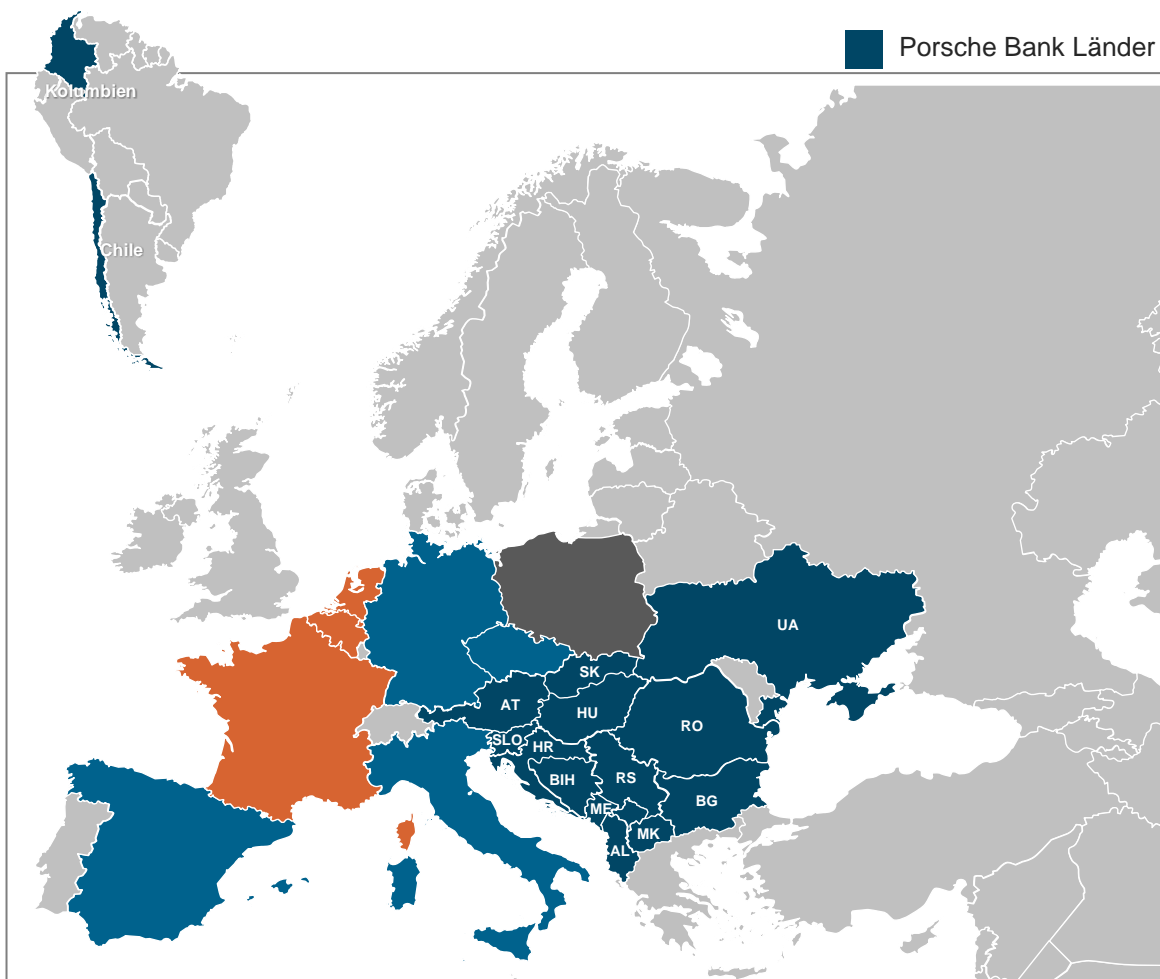 Porsche Bank Länder
Kolumbien
Chile
UA
SK
AT
HU
RO
SLO
HR
BIH
RS
BG
ME
MK
AL